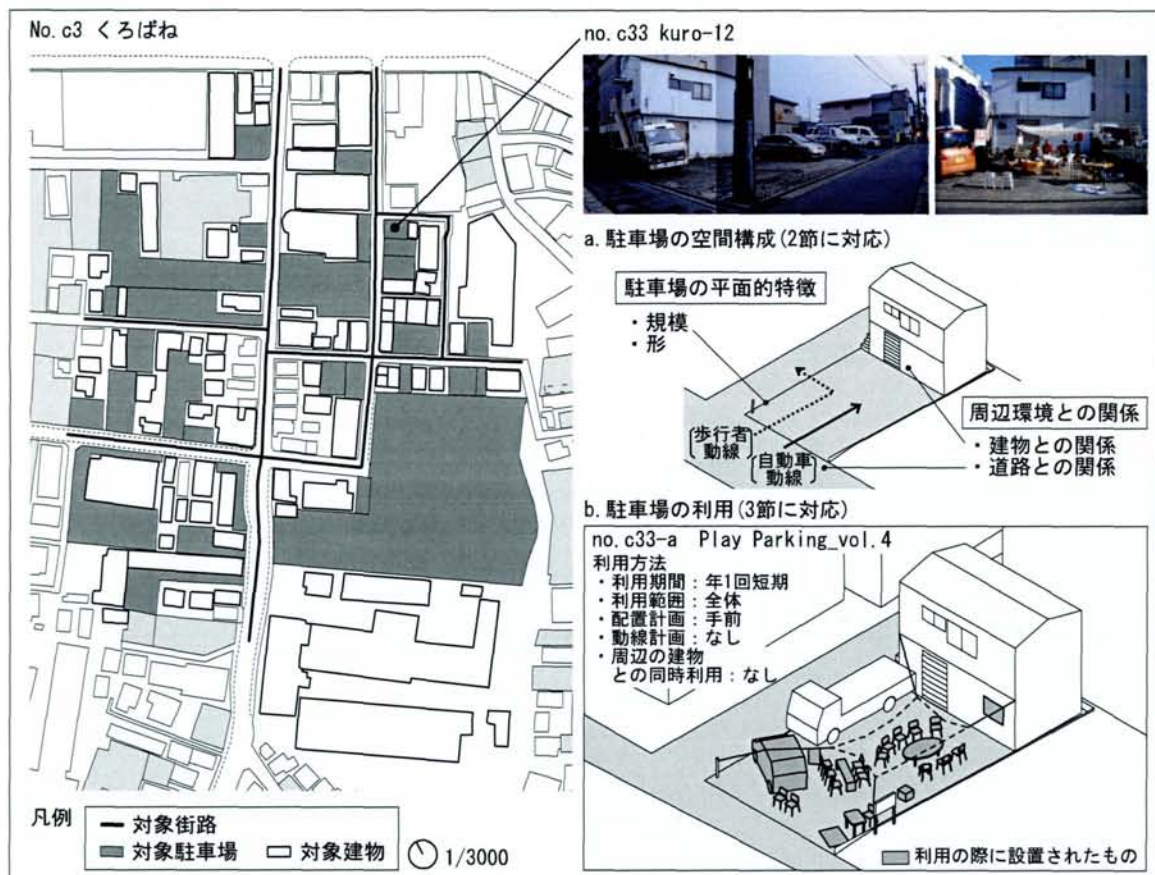 No.c3 くろばね
no.c33 kuro-12
a.駐車場の空間構成(2節に対応)
駐車場の平面的特徴
・規模
・形
歩行者
動線
自動車
動線
周辺環境との関係
・建物との関係
・道路との関係
b.駐車場の利用(3節に対応)
no.c33-a Play Parking_vol.4
利用方法
・利用期間：年1回短期
・利用範囲：全体
・配置計画：手前
・動線計画：なし
・周辺の建物
との同時利用：なし
利用の際に設置されたもの
凡例
対象街路
対象駐車場
対象建物
1/3000